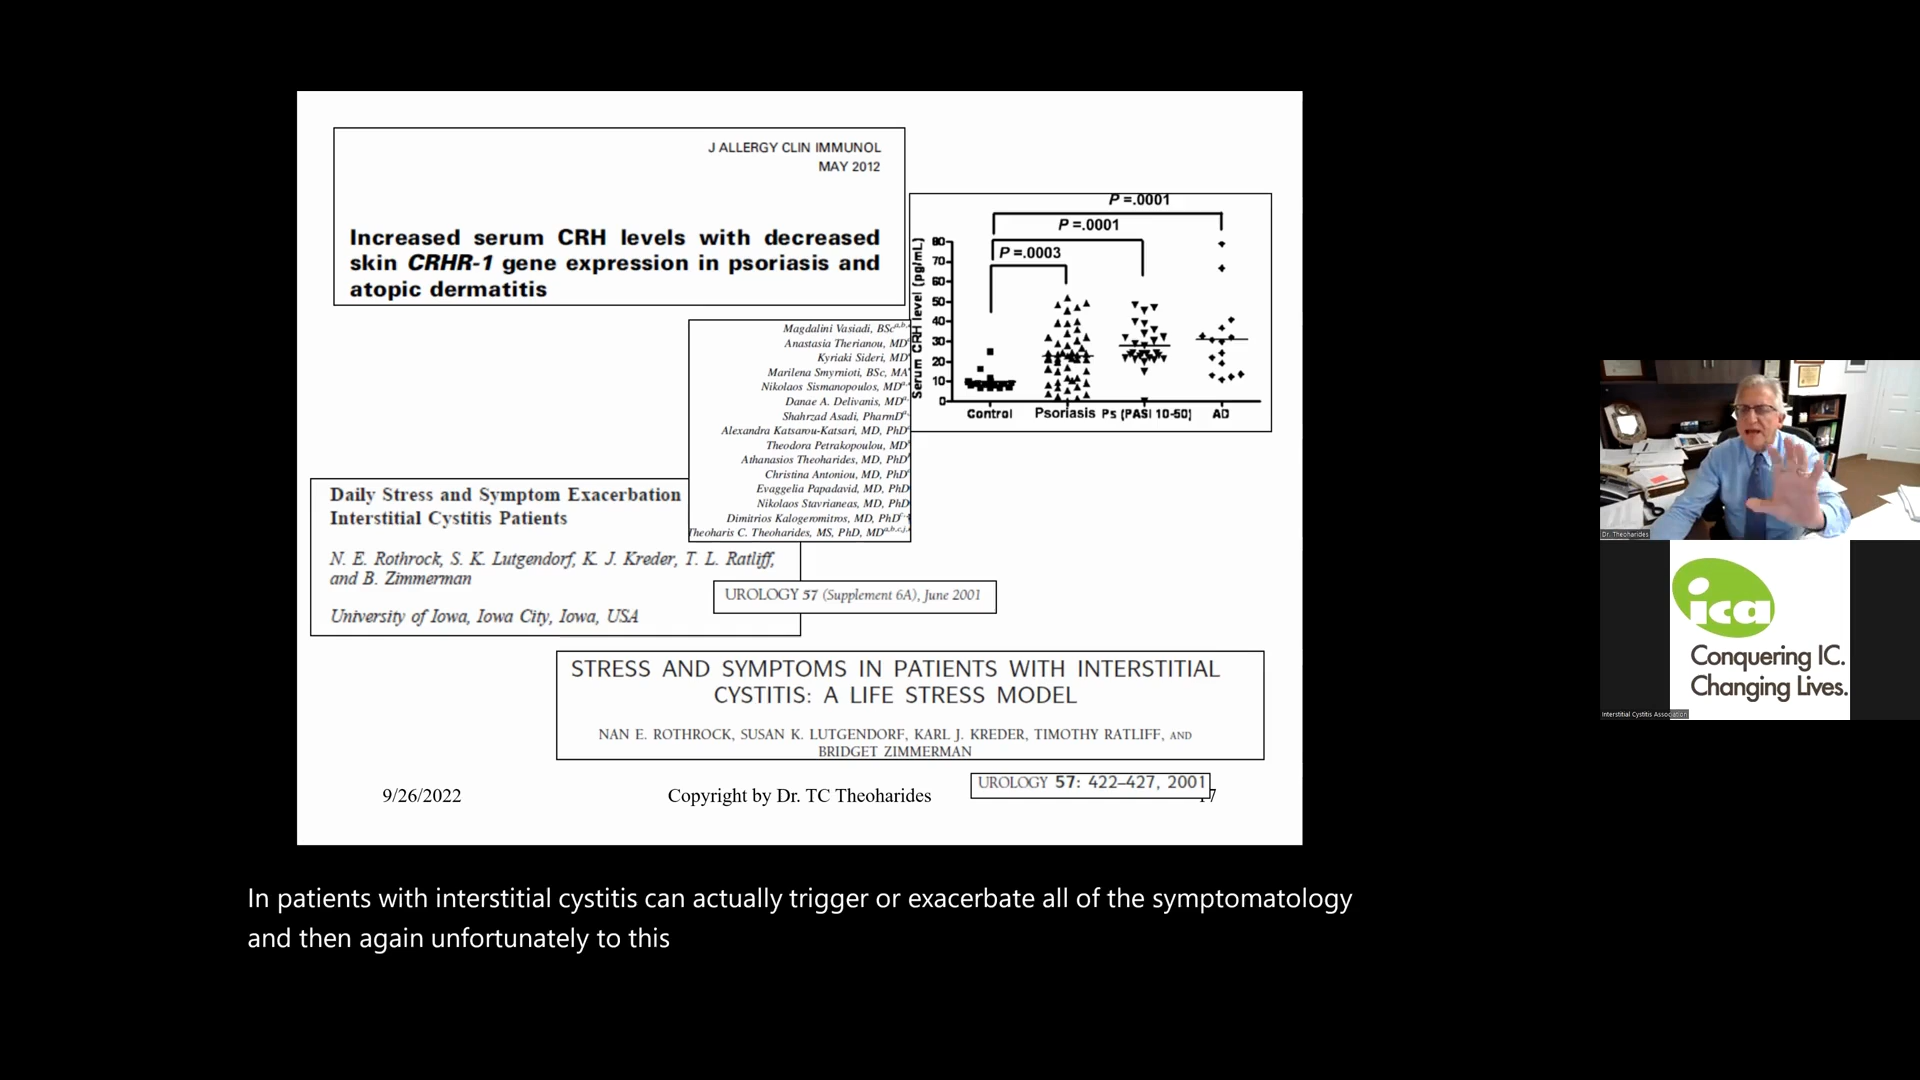 J ALLERGY CLIN IMMUNOL
MAY 2012
Increased serum CRH levels with decreased
skin CRHR-1 gene expression in psoriasis and
atopic dermatitis
P =.0001
P =.0001
P =.0003
Serum CRH level (pg/mL)
80
70
60
50
40
30
20
10
0
Control Psoriasis Ps (PASI 10-50) AD
Magdalini Vasiadi, BSc
Anastasia Therianou, MD
Kyriaki Sideri, MD
Marilena Smyrnioti, BSc, MA
Nikolaos Sismanopoulos, MD
Danae A. Delivanis, MD
Shahrzad Asadi, PharmD
Alexandra Katsarou-Katsari, MD, PhD
Theodora Petrakopoulou, MD
Athanasios Theoharides, MD, PhD
Christina Antoniou, MD, PhD
Evaggelia Papadavid, MD, PhD
Nikolaos Stavrianeas, MD, PhD
Dimitrios Kalogeromitros, MD, PhD
Theoharis C. Theoharides, MS, PhD, MD
Daily Stress and Symptom Exacerbation
Interstitial Cystitis Patients
N. E. Rothrock, S. K. Lutgendorf, K. J. Kreder, T. L. Ratliff,
and B. Zimmerman
University of Iowa, Iowa City, Iowa, USA
UROLOGY 57 (Supplement 6A), June 2001
STRESS AND SYMPTOMS IN PATIENTS WITH INTERSTITIAL
CYSTITIS: A LIFE STRESS MODEL
NAN E. ROTHROCK, SUSAN K. LUTGENDORF, KARL J. KREDER, TIMOTHY RATLIFF, AND
BRIDGET ZIMMERMAN
UROLOGY 57: 422–427, 2001
9/26/2022
Copyright by Dr. TC Theoharides
Dr. Theoharides
ica
Conquering IC.
Changing Lives.
Interstitial Cystitis Association
In patients with interstitial cystitis can actually trigger or exacerbate all of the symptomatology
and then again unfortunately to this